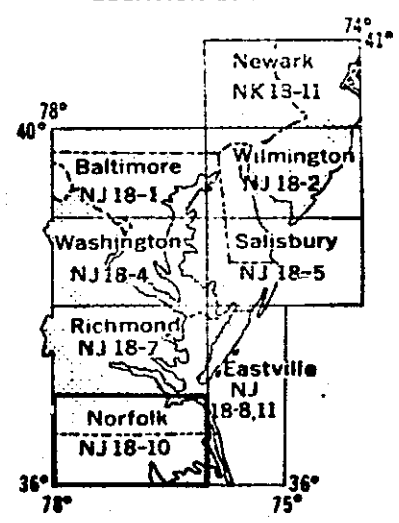 74°
41°
Newark
NK 18-11
78°
40°
Baltimore
NJ 18-1
Wilmington
NJ 18-2
Washington
NJ 18-4
Salisbury
NJ 18-5
Richmond
NJ 18-7
Eastville
NJ
18-8,11
Norfolk
NJ 18-10
36°
78°
36°
75°